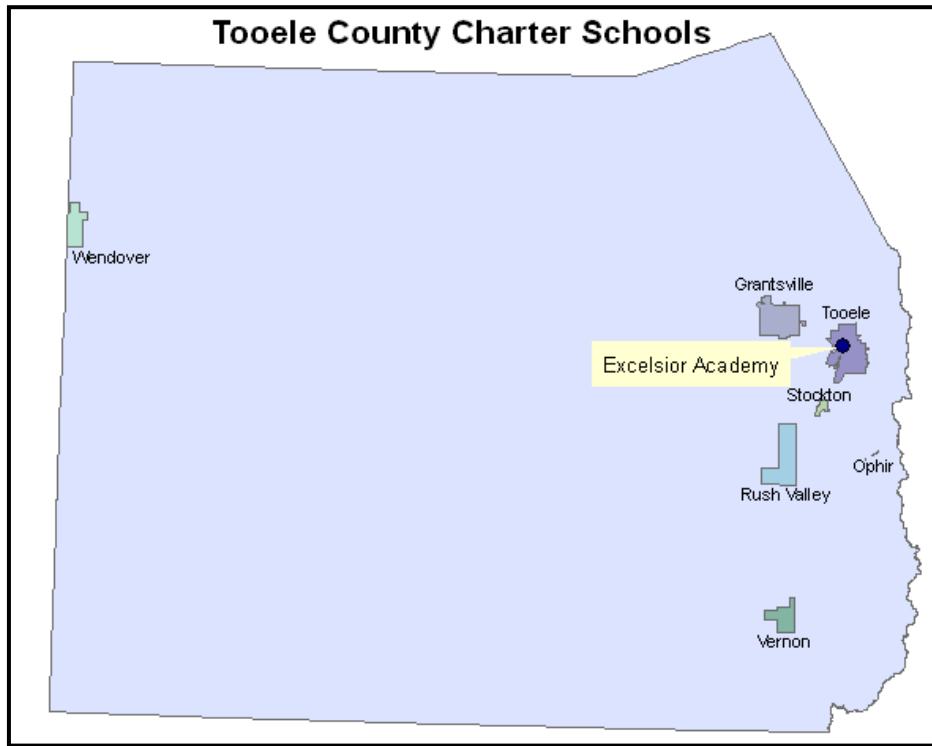 Tooele County Charter Schools
Wendover
Grantsville
Tooele
Excelsior Academy
Stockton
Ophir
Rush Valley
Vernon